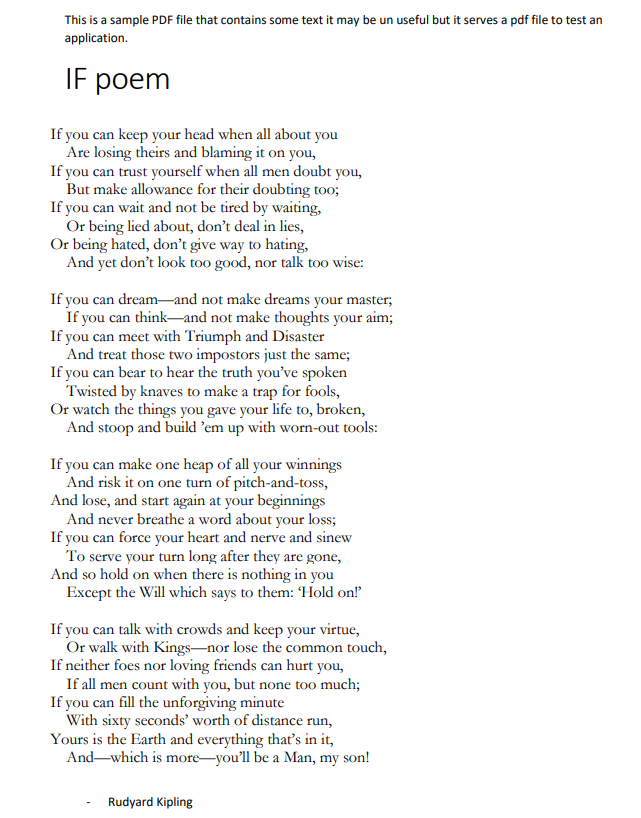 This is a sample PDF file that contains some text it may be un useful but it serves a pdf file to test an
application.
IF poem
If you can keep your head when all about you
Are losing theirs and blaming it on you,
If you can trust yourself when all men doubt you,
But make allowance for their doubting too;
If you can wait and not be tired by waiting,
Or being lied about, don’t deal in lies,
Or being hated, don’t give way to hating,
And yet don’t look too good, nor talk too wise:
If you can dream—and not make dreams your master;
If you can think—and not make thoughts your aim;
If you can meet with Triumph and Disaster
And treat those two impostors just the same;
If you can bear to hear the truth you’ve spoken
Twisted by knaves to make a trap for fools,
Or watch the things you gave your life to, broken,
And stoop and build ’em up with worn-out tools:
If you can make one heap of all your winnings
And risk it on one turn of pitch-and-toss,
And lose, and start again at your beginnings
And never breathe a word about your loss;
If you can force your heart and nerve and sinew
To serve your turn long after they are gone,
And so hold on when there is nothing in you
Except the Will which says to them: ‘Hold on!’
If you can talk with crowds and keep your virtue,
Or walk with Kings—nor lose the common touch,
If neither foes nor loving friends can hurt you,
If all men count with you, but none too much;
If you can fill the unforgiving minute
With sixty seconds’ worth of distance run,
Yours is the Earth and everything that’s in it,
And—which is more—you’ll be a Man, my son!
- Rudyard Kipling